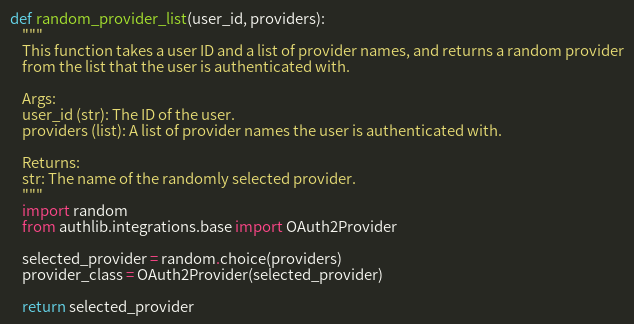 def random_provider_list(user_id, providers):
    """
    This function takes a user ID and a list of provider names, and returns a random provider
    from the list that the user is authenticated with.

    Args:
    user_id (str): The ID of the user.
    providers (list): A list of provider names the user is authenticated with.

    Returns:
    str: The name of the randomly selected provider.
    """
    import random
    from authlib.integrations.base import OAuth2Provider

    selected_provider = random.choice(providers)
    provider_class = OAuth2Provider(selected_provider)

    return selected_provider